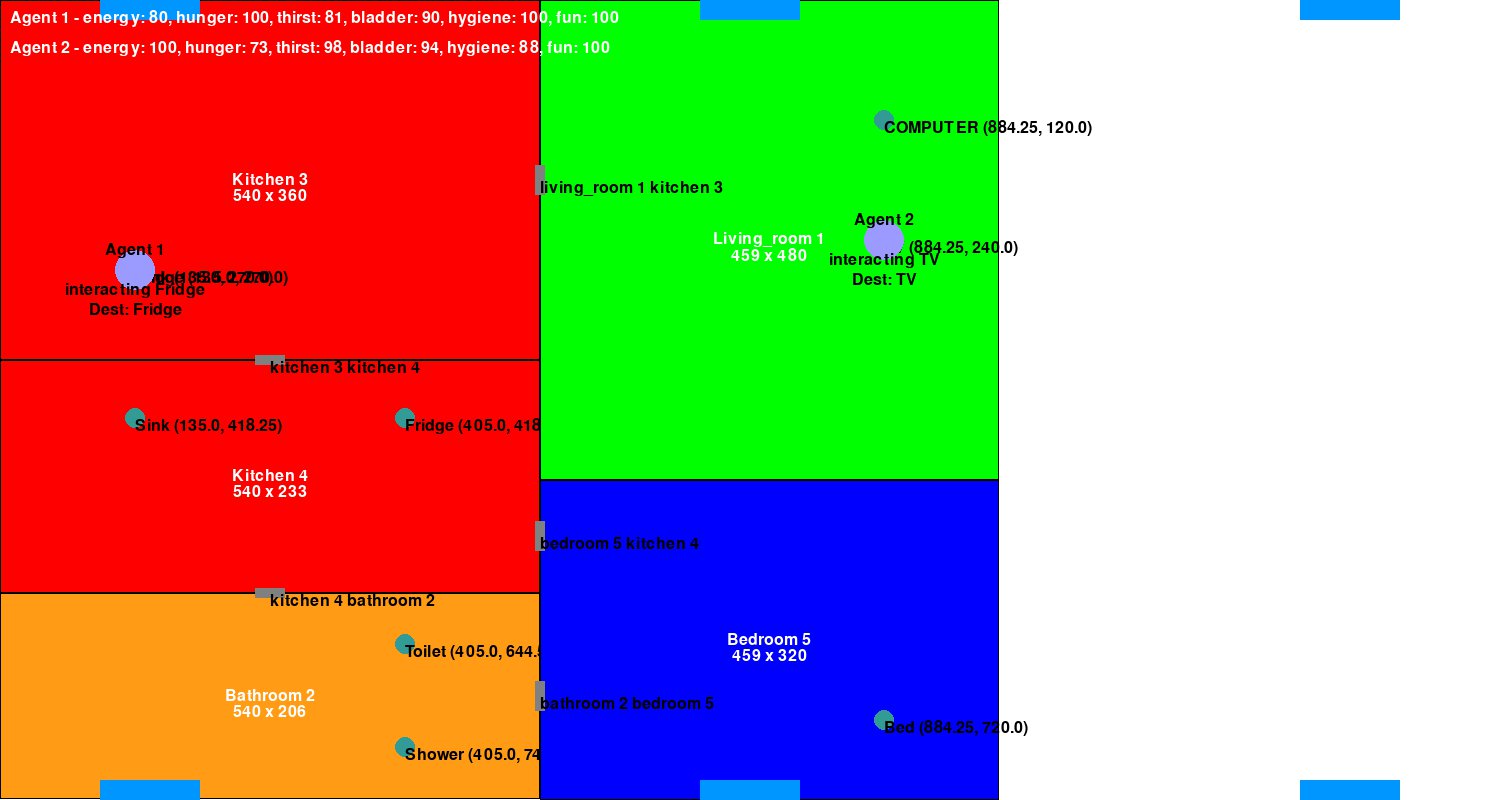 Agent 1 - energy: 80, hunger: 100, thirst: 81, bladder: 90, hygiene: 100, fun: 100
Agent 2 - energy: 100, hunger: 73, thirst: 98, bladder: 94, hygiene: 88, fun: 100
COMPUTER (884.25, 120.0)
Kitchen 3
540 x 360
living_room 1 kitchen 3
Agent 2
Living_room 1
459 x 480
(884.25, 240.0)
interacting TV
Dest: TV
Agent 1
interacting Fridge
Dest: Fridge
kitchen 3 kitchen 4
Sink (135.0, 418.25)
Fridge (405.0, 418
Kitchen 4
540 x 233
bedroom 5 kitchen 4
kitchen 4 bathroom 2
Toilet (405.0, 644.5
Bedroom 5
459 x 320
Bathroom 2
540 x 206
bathroom 2 bedroom 5
Bed (884.25, 720.0)
Shower (405.0, 74